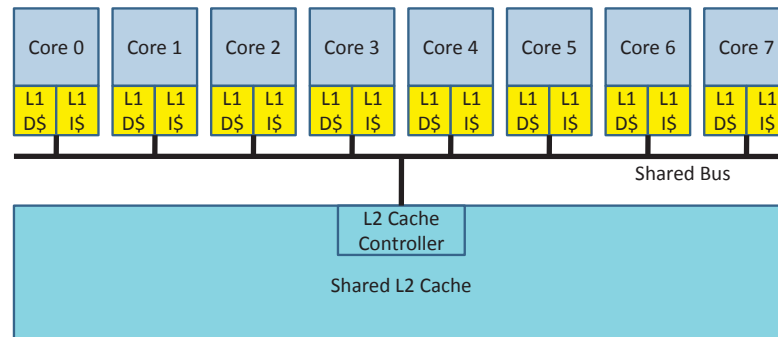 Core 0
Core 1
Core 2
Core 3
Core 4
Core 5
Core 6
Core 7
L1 L1
D$ I$
L1 L1
D$ I$
L1 L1
D$ I$
L1 L1
D$ I$
L1 L1
D$ I$
L1 L1
D$ I$
L1 L1
D$ I$
L1 L1
D$ I$
Shared Bus
L2 Cache
Controller
Shared L2 Cache